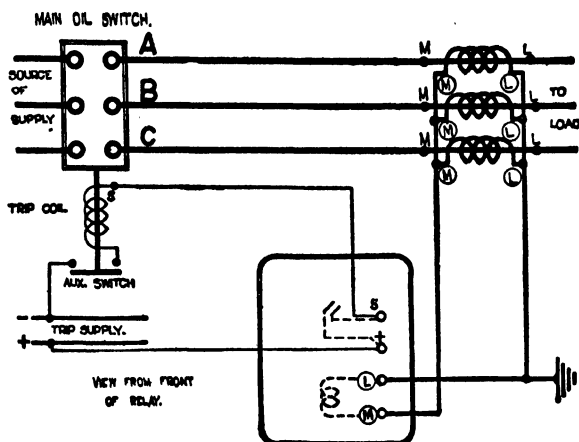 MAIN OIL SWITCH.
A
M
L
SOURCE
OF
SUPPLY
M
L
B
M
L
TO
LOAD
M
L
C
M
L
M
L
TRIP COIL
S
AUX. SWITCH
-
TRIP SUPPLY.
+
VIEW FROM FRONT
OF RELAY.
S
+
L
M